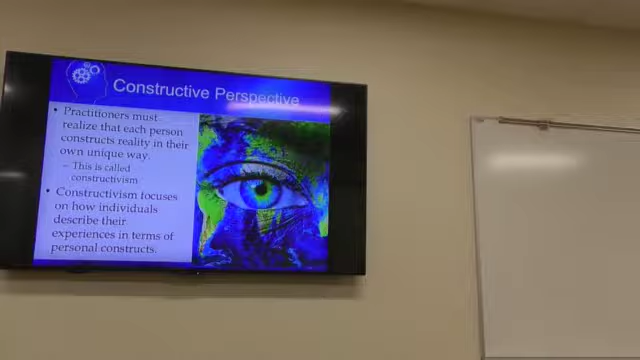 Constructive Perspective
• Practitioners must
realize that each person
constructs reality in their
own unique way.
– This is called
constructivism
• Constructivism focuses
on how individuals
describe their
experiences in terms of
personal constructs.